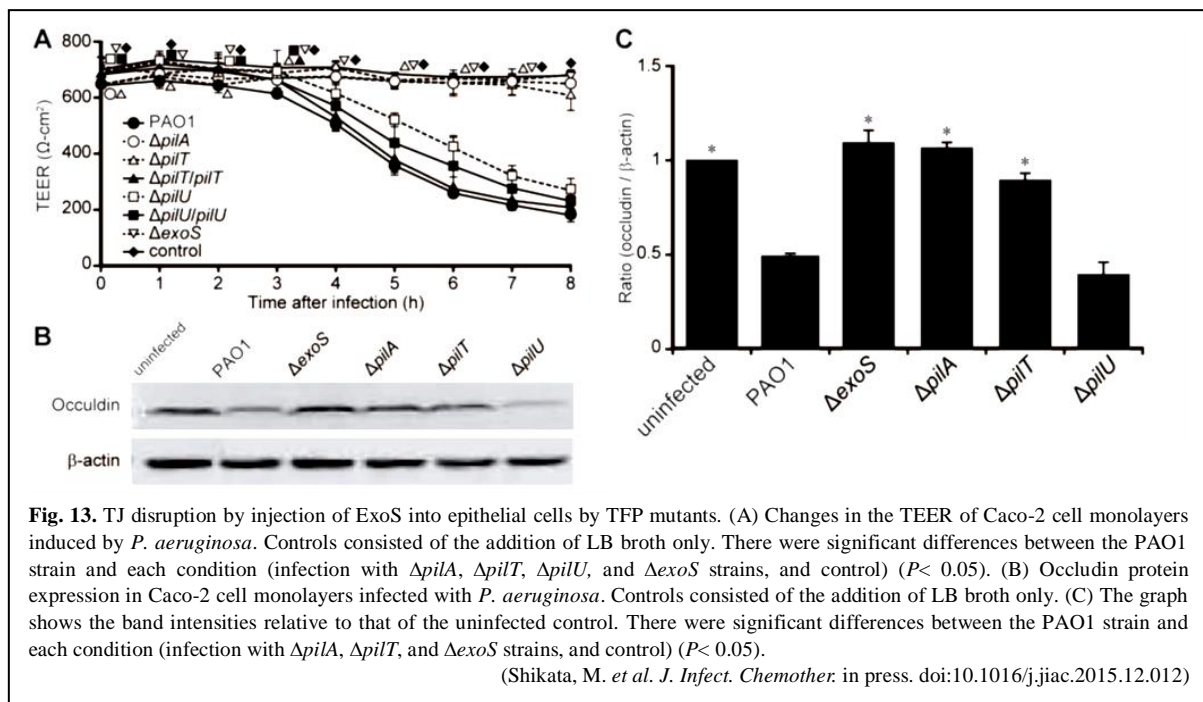 A
800
600
400
200
0
TEER (Ω-cm²)
PAO1
ΔpilA
ΔpilT
ΔpilT/pilT
ΔpilU
ΔpilU/pilU
ΔexoS
control
0 1 2 3 4 5 6 7 8
Time after infection (h)
B
uninfected PAO1 ΔexoS ΔpilA ΔpilT ΔpilU
Occuldin
β-actin
C
1.5
1
0.5
0
Ratio (occludin / β-actin)
* * * *
uninfected PAO1 ΔexoS ΔpilA ΔpilT ΔpilU
Fig. 13. TJ disruption by injection of ExoS into epithelial cells by TFP mutants. (A) Changes in the TEER of Caco-2 cell monolayers
induced by P. aeruginosa. Controls consisted of the addition of LB broth only. There were significant differences between the PAO1
strain and each condition (infection with ΔpilA, ΔpilT, ΔpilU, and ΔexoS strains, and control) (P< 0.05). (B) Occludin protein
expression in Caco-2 cell monolayers infected with P. aeruginosa. Controls consisted of the addition of LB broth only. (C) The graph
shows the band intensities relative to that of the uninfected control. There were significant differences between the PAO1 strain and
each condition (infection with ΔpilA, ΔpilT, and ΔexoS strains, and control) (P< 0.05).
(Shikata, M. et al. J. Infect. Chemother. in press. doi:10.1016/j.jiac.2015.12.012)